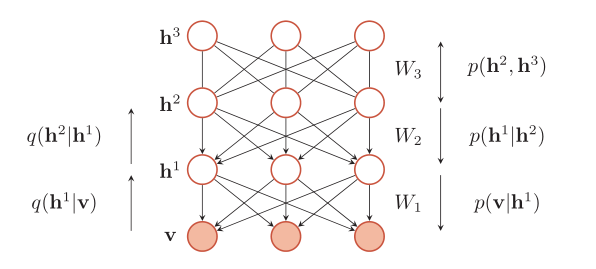 h³ W₃ p(h², h³)
h²
q(h²|h¹) W₂ p(h¹|h²)
h¹
q(h¹|v) W₁ p(v|h¹)
v